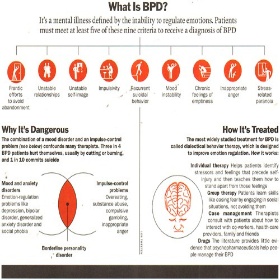 What Is BPD?
It's a mental illness defined by the inability to regulate emotions. Patients
must meet at least five of these nine criteria to receive a diagnosis of BPD
Frantic
efforts to
avoid
abandonment
Unstable
relationships
Unstable
self-image
Impulsivity
Recurrent
suicidal
behavior
Mood
instability
Chronic
feelings of
emptiness
Inappropriate
anger
Stress-
related
paranoia
Why It's Dangerous
The combination of a mood disorder and an impulse-control
problem (see below) confounds many therapists. Three in 4
BPD patients hurt themselves, usually by cutting or burning,
and 1 in 10 commits suicide
Mood and anxiety
disorders
Emotion-regulation
problems like
depression, bipolar
disorder, generalized
anxiety disorder and
social phobia
Impulse-control
problems
Overeating,
substance abuse,
compulsive
gambling,
inappropriate
anger
Borderline personality
disorder
How It's Treated
The most widely studied treatment for BPD is
called dialectical behavior therapy, which is designed
to improve emotion regulation. How it works:
Individual therapy Helps patients identify
stressors and feelings that precede self-
injury and then teaches them how to
stand apart from those feelings
Group therapy Patients learn skills
like closing an engaging in social
situations, not avoiding them
Case management Therapists
consult with patients about how to
interact with co-workers, health-care
providers, family and friends
Drugs The literature provides little evi-
dence that psychopharmaceuticals help peo-
ple manage their BPD